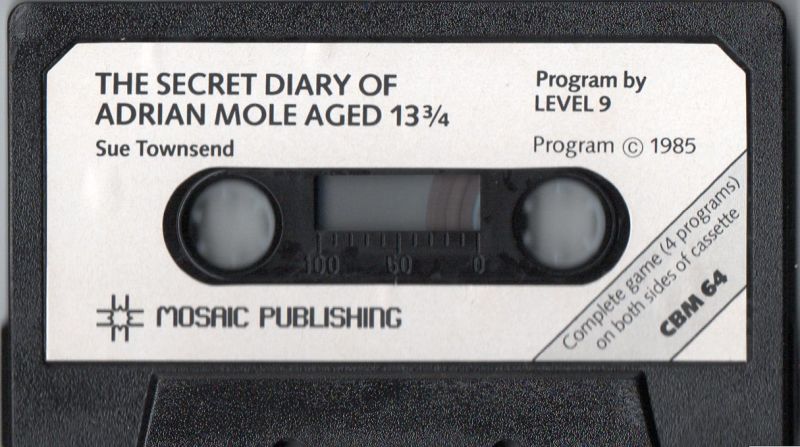 THE SECRET DIARY OF
ADRIAN MOLE AGED 13¾
Sue Townsend
Program by
LEVEL 9
Program © 1985
100 50 0
MOSAIC PUBLISHING
Complete game (4 programs)
on both sides of cassette
CBM 64